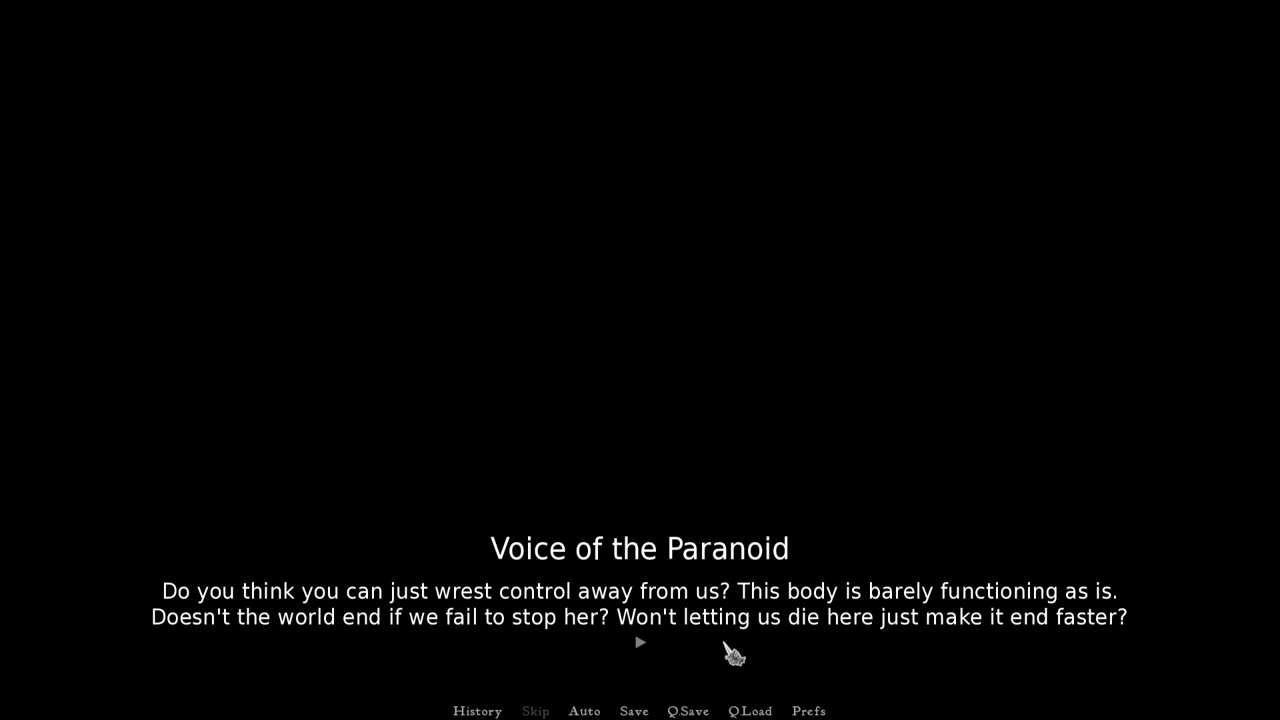 Voice of the Paranoid
Do you think you can just wrest control away from us? This body is barely functioning as is.
Doesn't the world end if we fail to stop her? Won't letting us die here just make it end faster?
History Skip Auto Save Q.Save Q.Load Prefs